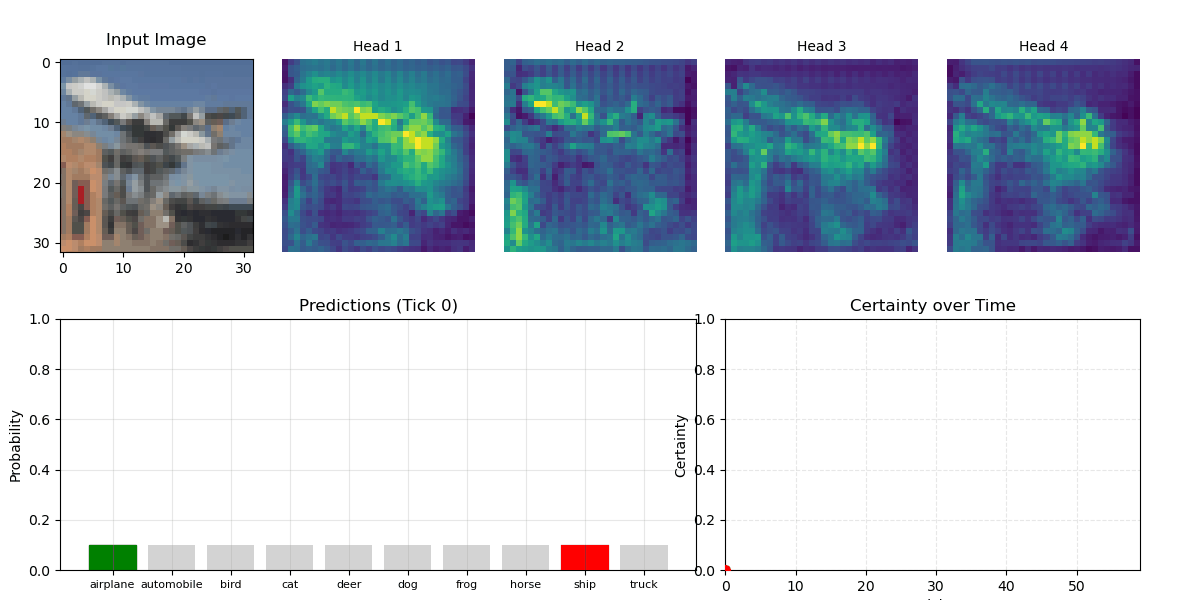 Input Image
Head 1
Head 2
Head 3
Head 4
0
10
20
30
0 10 20 30
Predictions (Tick 0)
Certainty over Time
Probability
1.0
0.8
0.6
0.4
0.2
0.0
airplane automobile bird cat deer dog frog horse ship truck
Certainty
1.0
0.8
0.6
0.4
0.2
0.0
0 10 20 30 40 50